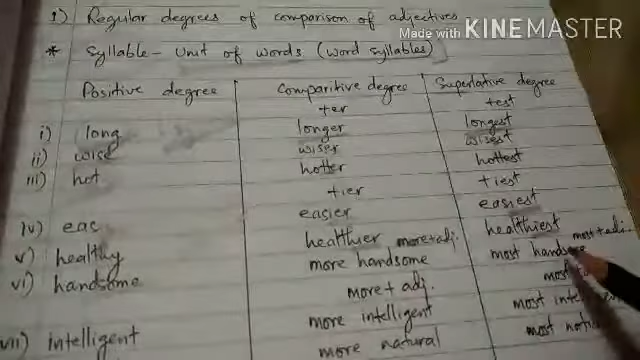 1) Regular degrees of comparison of adjectives
Made with KINEMASTER
* Syllable - Unit of words (word syllables)
Positive degree Comparitive degree Superlative degree
+er +est
i) long longer longest
ii) wise wiser wisest
iii) hot hotter hottest
+ier +iest
iv) eas easier easiest
v) healthy healthier more+adj. healthiest most+adj.
vi) handsome more handsome most handsome
more+ adj. most
vii) intelligent more intelligent most
more natural most